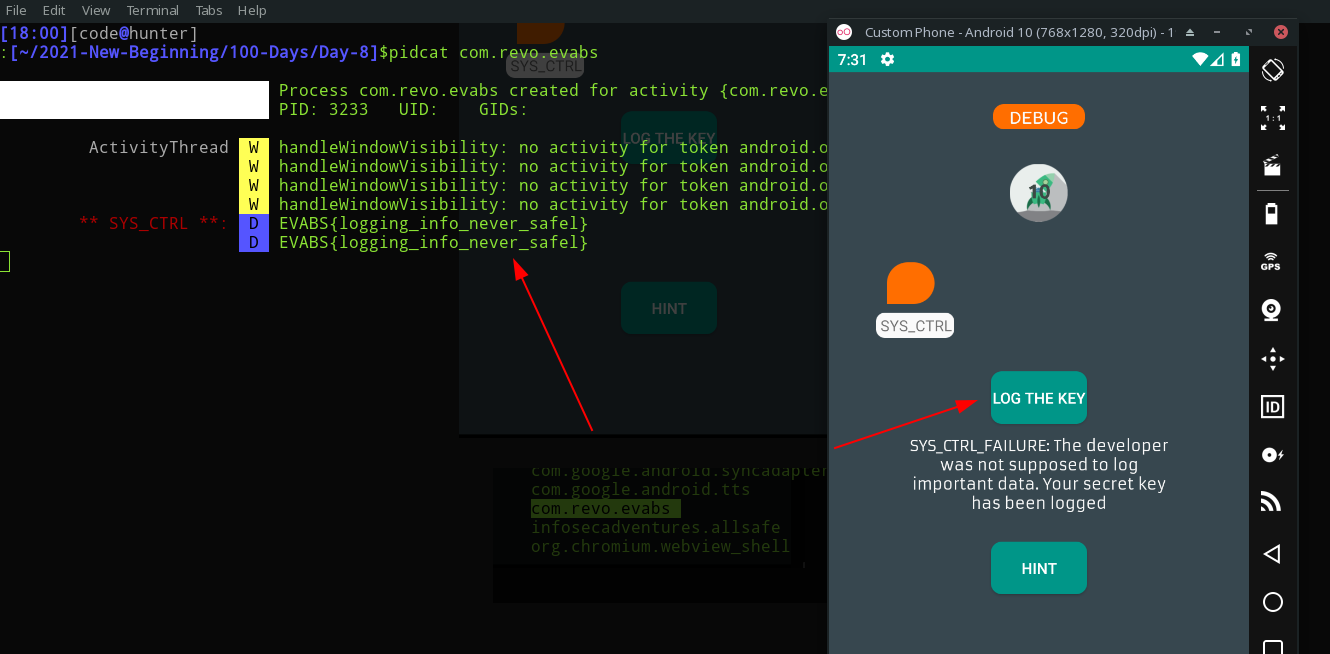 File Edit View Terminal Tabs Help
[18:00][code@hunter]
:[~/2021-New-Beginning/100-Days/Day-8]$pidcat com.revo.evabs
SYS_CTRL
Process com.revo.evabs created for activity {com.revo.e
PID: 3233 UID: GIDs:
LOG THE KEY
ActivityThread W handleWindowVisibility: no activity for token android.o
W handleWindowVisibility: no activity for token android.o
W handleWindowVisibility: no activity for token android.o
W handleWindowVisibility: no activity for token android.o
** SYS_CTRL **: D EVABS{logging_info_never_safel}
D EVABS{logging_info_never_safel}
HINT
com.google.android.syncadapter
com.google.android.tts
com.revo.evabs
infosecadventures.allsafe
org.chromium.webview_shell
Custom Phone - Android 10 (768x1280, 320dpi) - 1
7:31
DEBUG
10
SYS_CTRL
LOG THE KEY
SYS_CTRL_FAILURE: The developer
was not supposed to log
important data. Your secret key
has been logged
HINT
1:1
GPS
ID